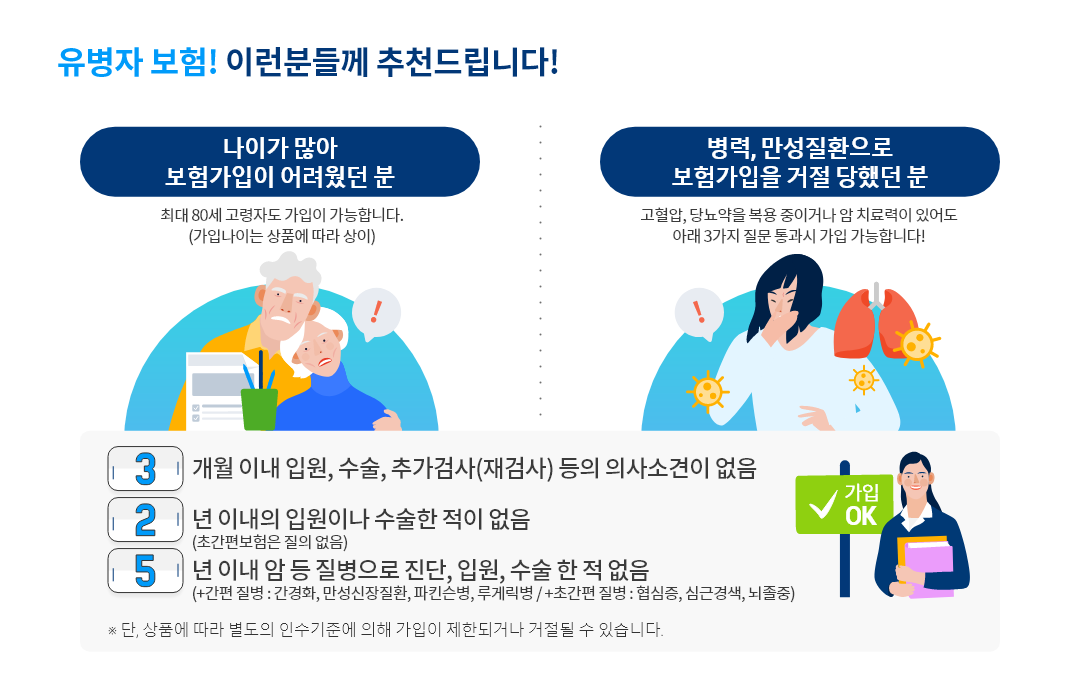 유병자 보험! 이런분들께 추천드립니다!
나이가 많아
보험가입이 어려웠던 분
최대 80세 고령자도 가입이 가능합니다.
(가입나이는 상품에 따라 상이)
!
병력, 만성질환으로
보험가입을 거절 당했던 분
고혈압, 당뇨약을 복용 중이거나 암 치료력이 있어도
아래 3가지 질문 통과시 가입 가능합니다!
!
3 개월 이내 입원, 수술, 추가검사(재검사) 등의 의사소견이 없음
2 년 이내의 입원이나 수술한 적이 없음
(초간편보험은 질의 없음)
5 년 이내 암 등 질병으로 진단, 입원, 수술 한 적 없음
(+간편 질병 : 간경화, 만성신장질환, 파킨슨병, 루게릭병 / +초간편 질병 : 협심증, 심근경색, 뇌졸중)
가입
OK
※ 단, 상품에 따라 별도의 인수기준에 의해 가입이 제한되거나 거절될 수 있습니다.